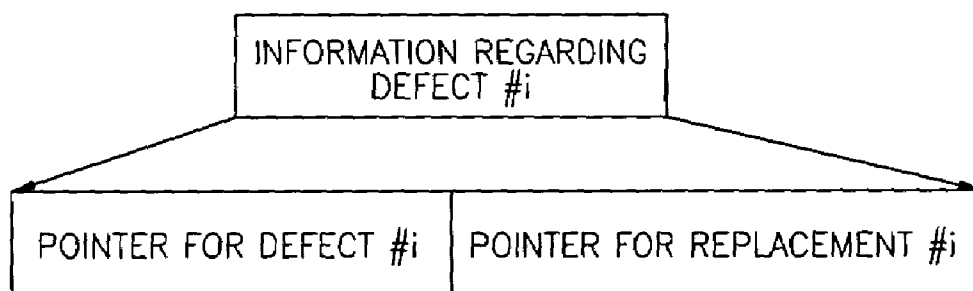 INFORMATION REGARDING
DEFECT #i
POINTER FOR DEFECT #i
POINTER FOR REPLACEMENT #i